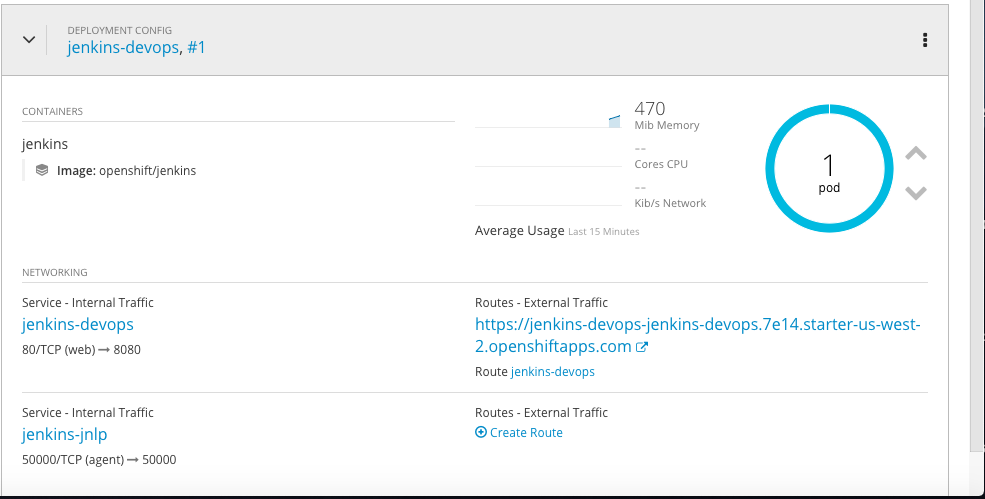 DEPLOYMENT CONFIG
jenkins-devops, #1
CONTAINERS
jenkins
Image: openshift/jenkins
470
Mib Memory
--
Cores CPU
--
Kib/s Network
Average Usage Last 15 Minutes
1
pod
NETWORKING
Service - Internal Traffic
jenkins-devops
80/TCP (web) → 8080
Routes - External Traffic
https://jenkins-devops-jenkins-devops.7e14.starter-us-west-
2.openshiftapps.com
Route jenkins-devops
Service - Internal Traffic
jenkins-jnlp
50000/TCP (agent) → 50000
Routes - External Traffic
Create Route